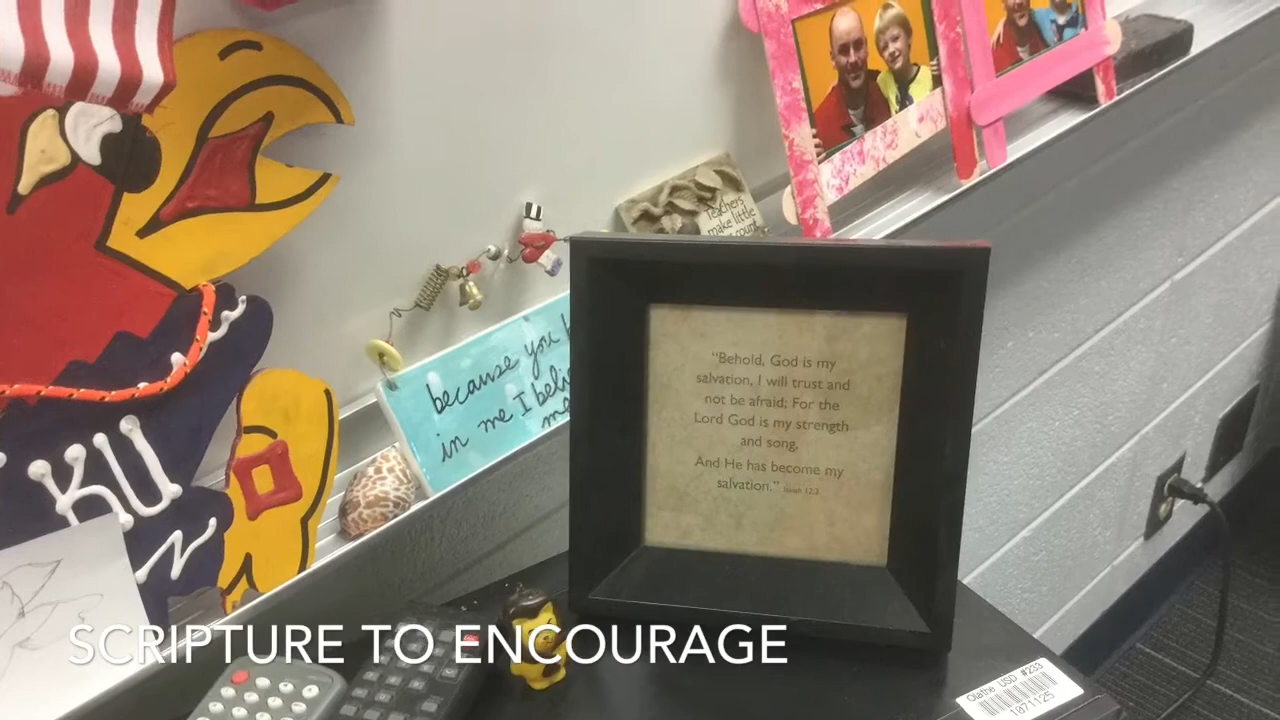 Teachers
make little
count
because you
in me I
me
"Behold, God is my
salvation, I will trust and
not be afraid; For the
Lord God is my strength
and song,
And He has become my
salvation." Isaiah 12:2
KU
SCRIPTURE TO ENCOURAGE
Olathe USD #233
1071125